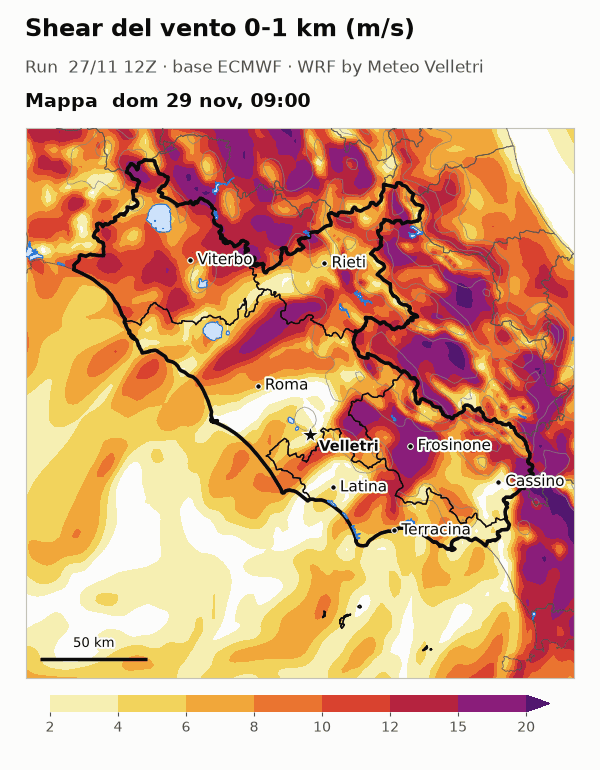 Shear del vento 0-1 km (m/s)
Run  27/11 12Z · base ECMWF · WRF by Meteo Velletri
Mappa  dom 29 nov, 09:00
Viterbo
Rieti
Roma
Velletri
Frosinone
Cassino
Latina
Terracina
50 km
2 4 6 8 10 12 15 20